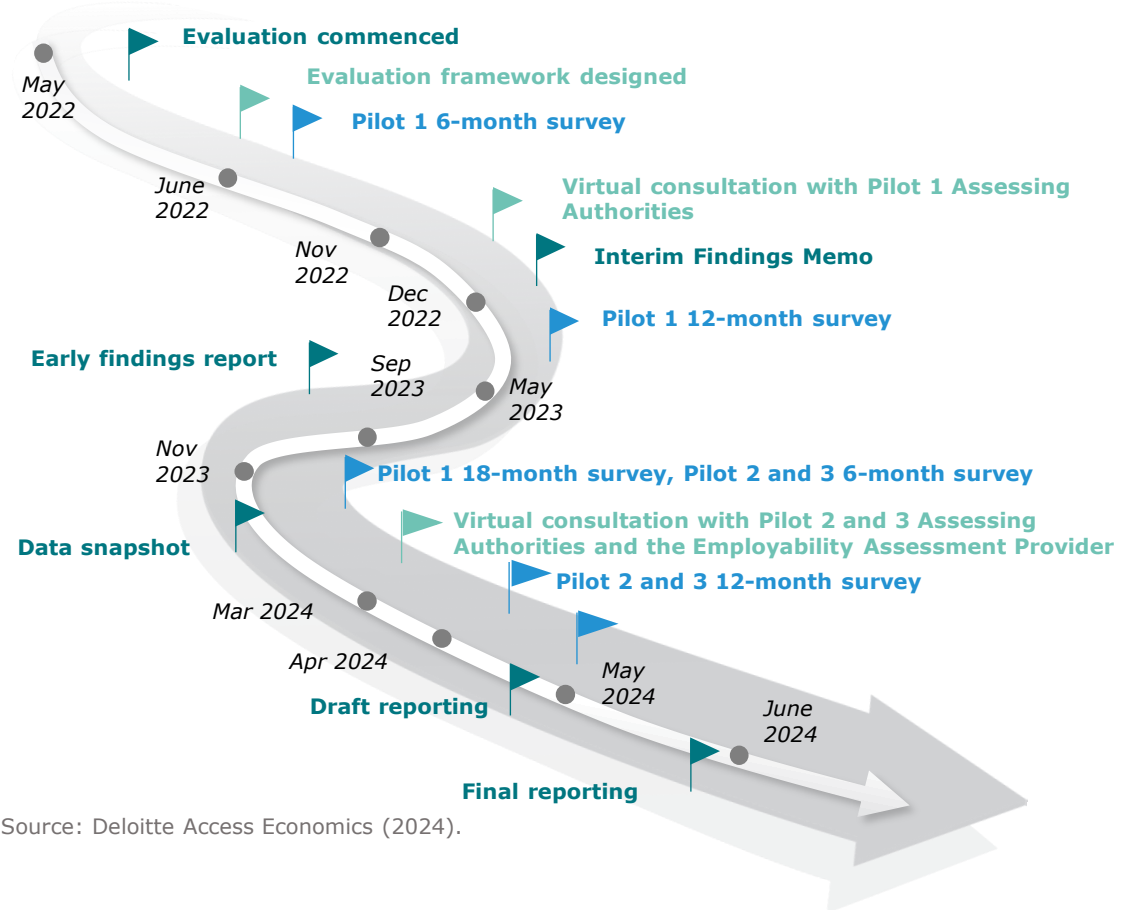 Evaluation commenced
May
2022
Evaluation framework designed
Pilot 1 6-month survey
June
2022
Virtual consultation with Pilot 1 Assessing
Authorities
Nov
2022
Interim Findings Memo
Dec
2022
Pilot 1 12-month survey
Early findings report
Sep
2023
May
2023
Nov
2023
Pilot 1 18-month survey, Pilot 2 and 3 6-month survey
Data snapshot
Virtual consultation with Pilot 2 and 3 Assessing
Authorities and the Employability Assessment Provider
Pilot 2 and 3 12-month survey
Mar 2024
Apr 2024
May
2024
Draft reporting
June
2024
Final reporting
Source: Deloitte Access Economics (2024).